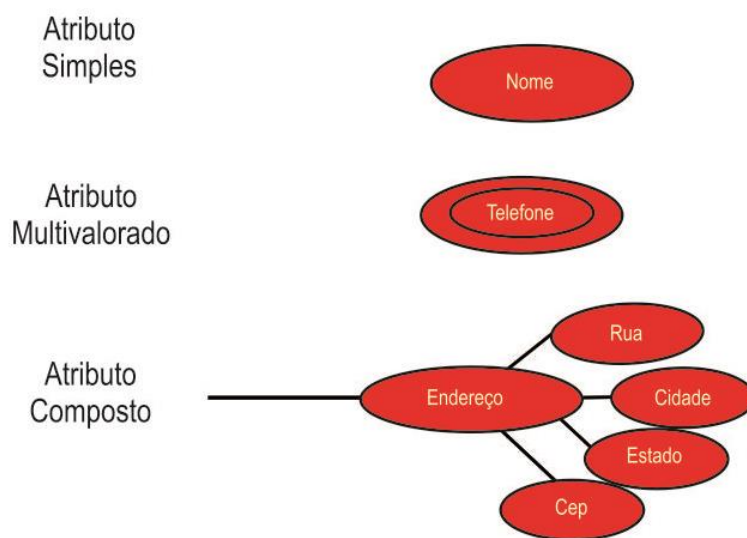 Atributo
Simples
Nome
Atributo
Multivalorado
Telefone
Atributo
Composto
Endereço
Rua
Cidade
Estado
Cep